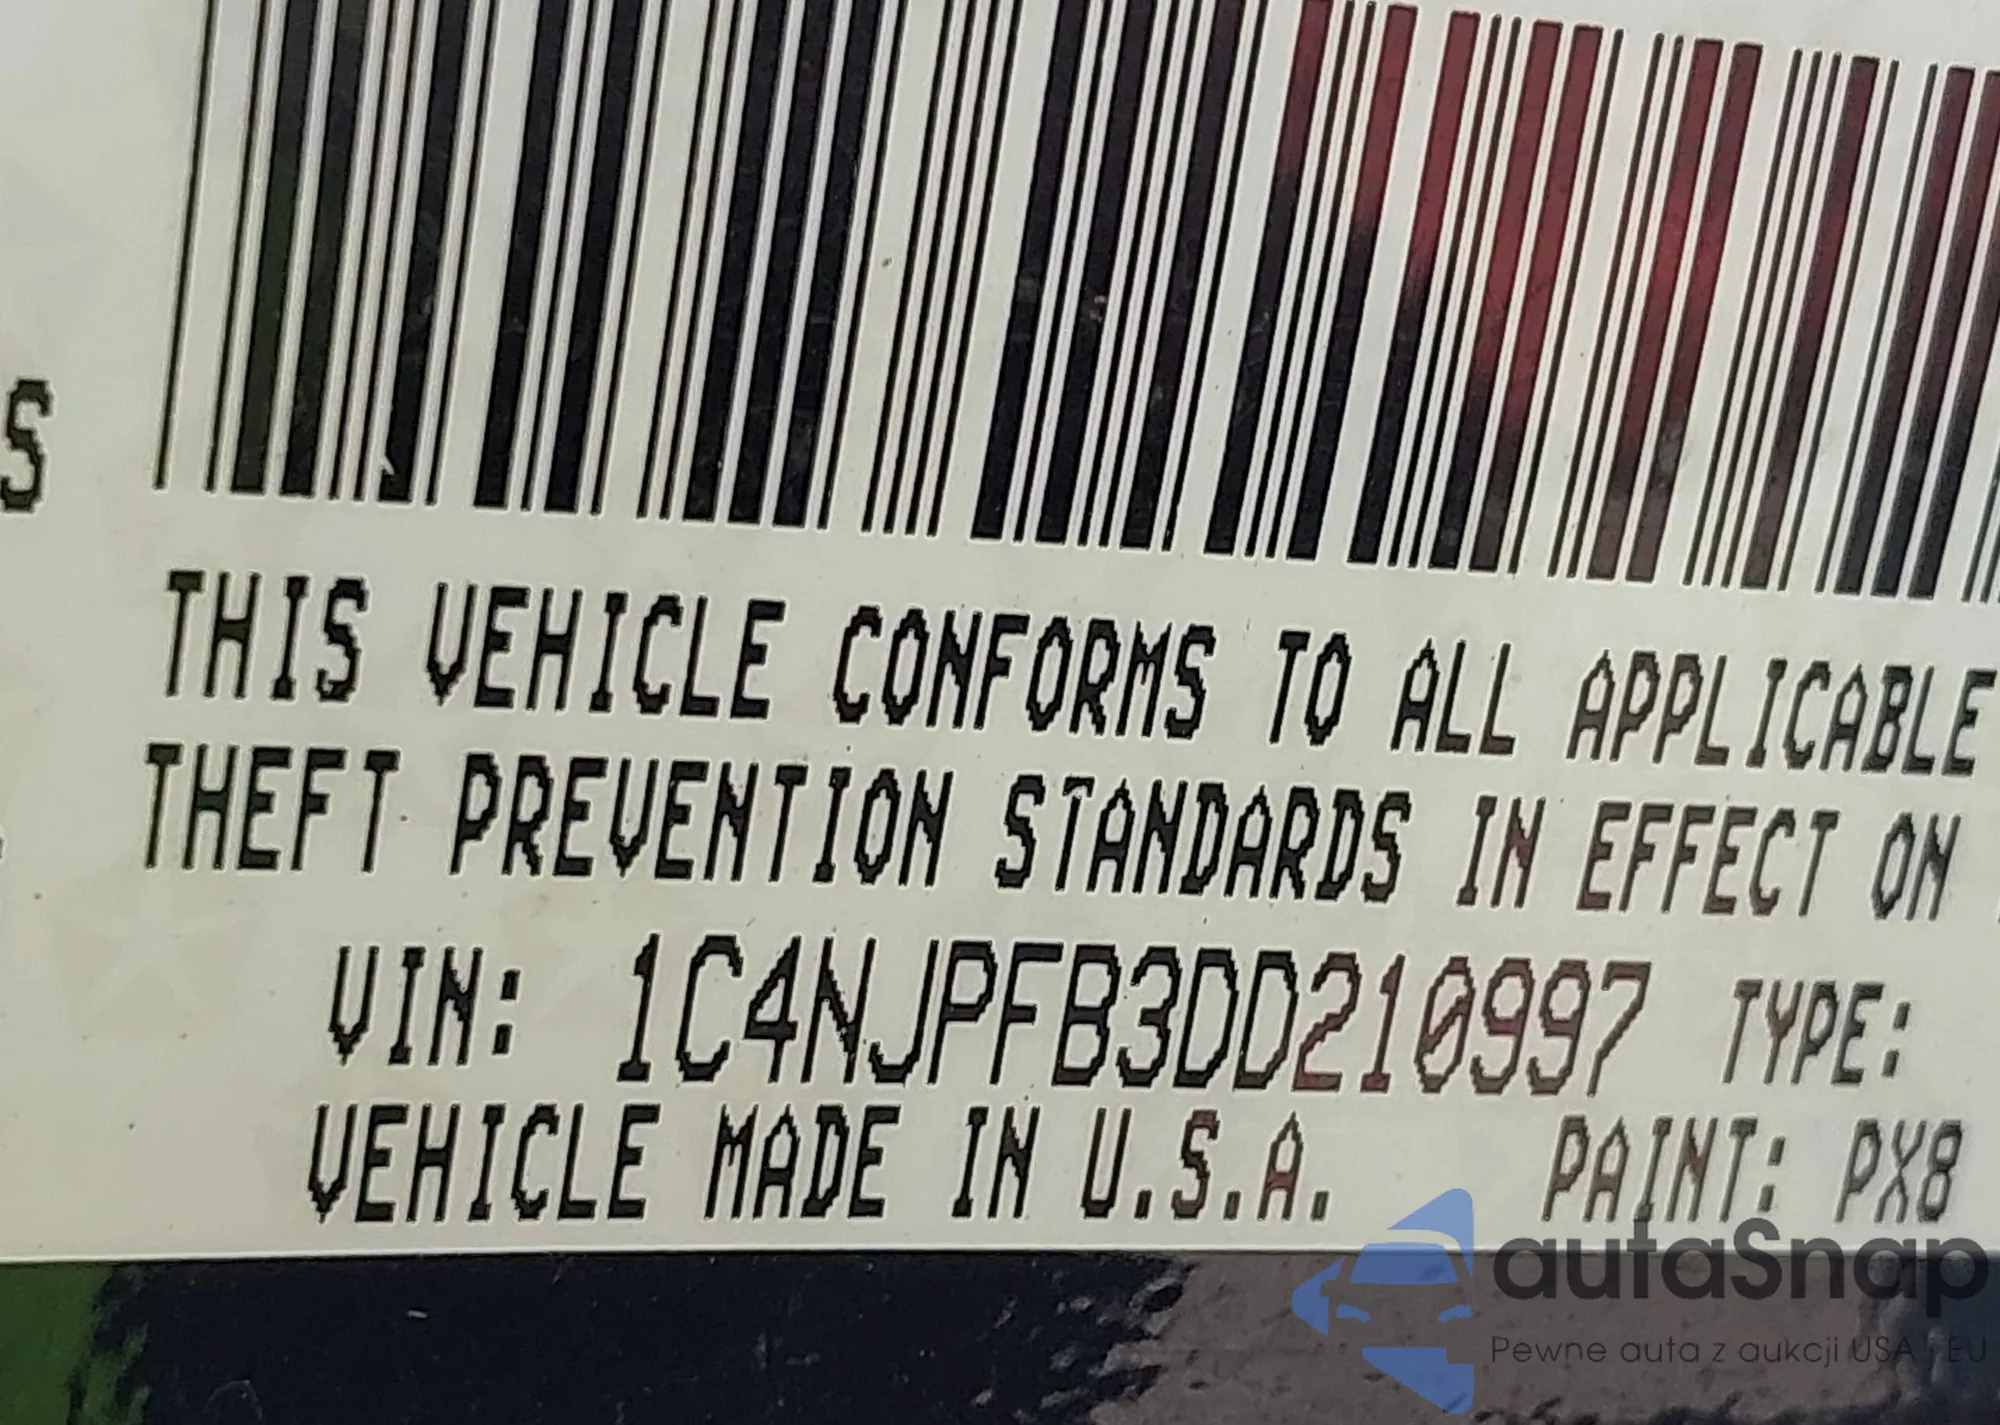 S
THIS VEHICLE CONFORMS TO ALL APPLICABLE
THEFT PREVENTION STANDARDS IN EFFECT ON
VIN: 1C4NJPFB3DD210997 TYPE:
VEHICLE MADE IN U.S.A. PAINT: PX8
autaSnap
Pewne auta z aukcji USA i EU